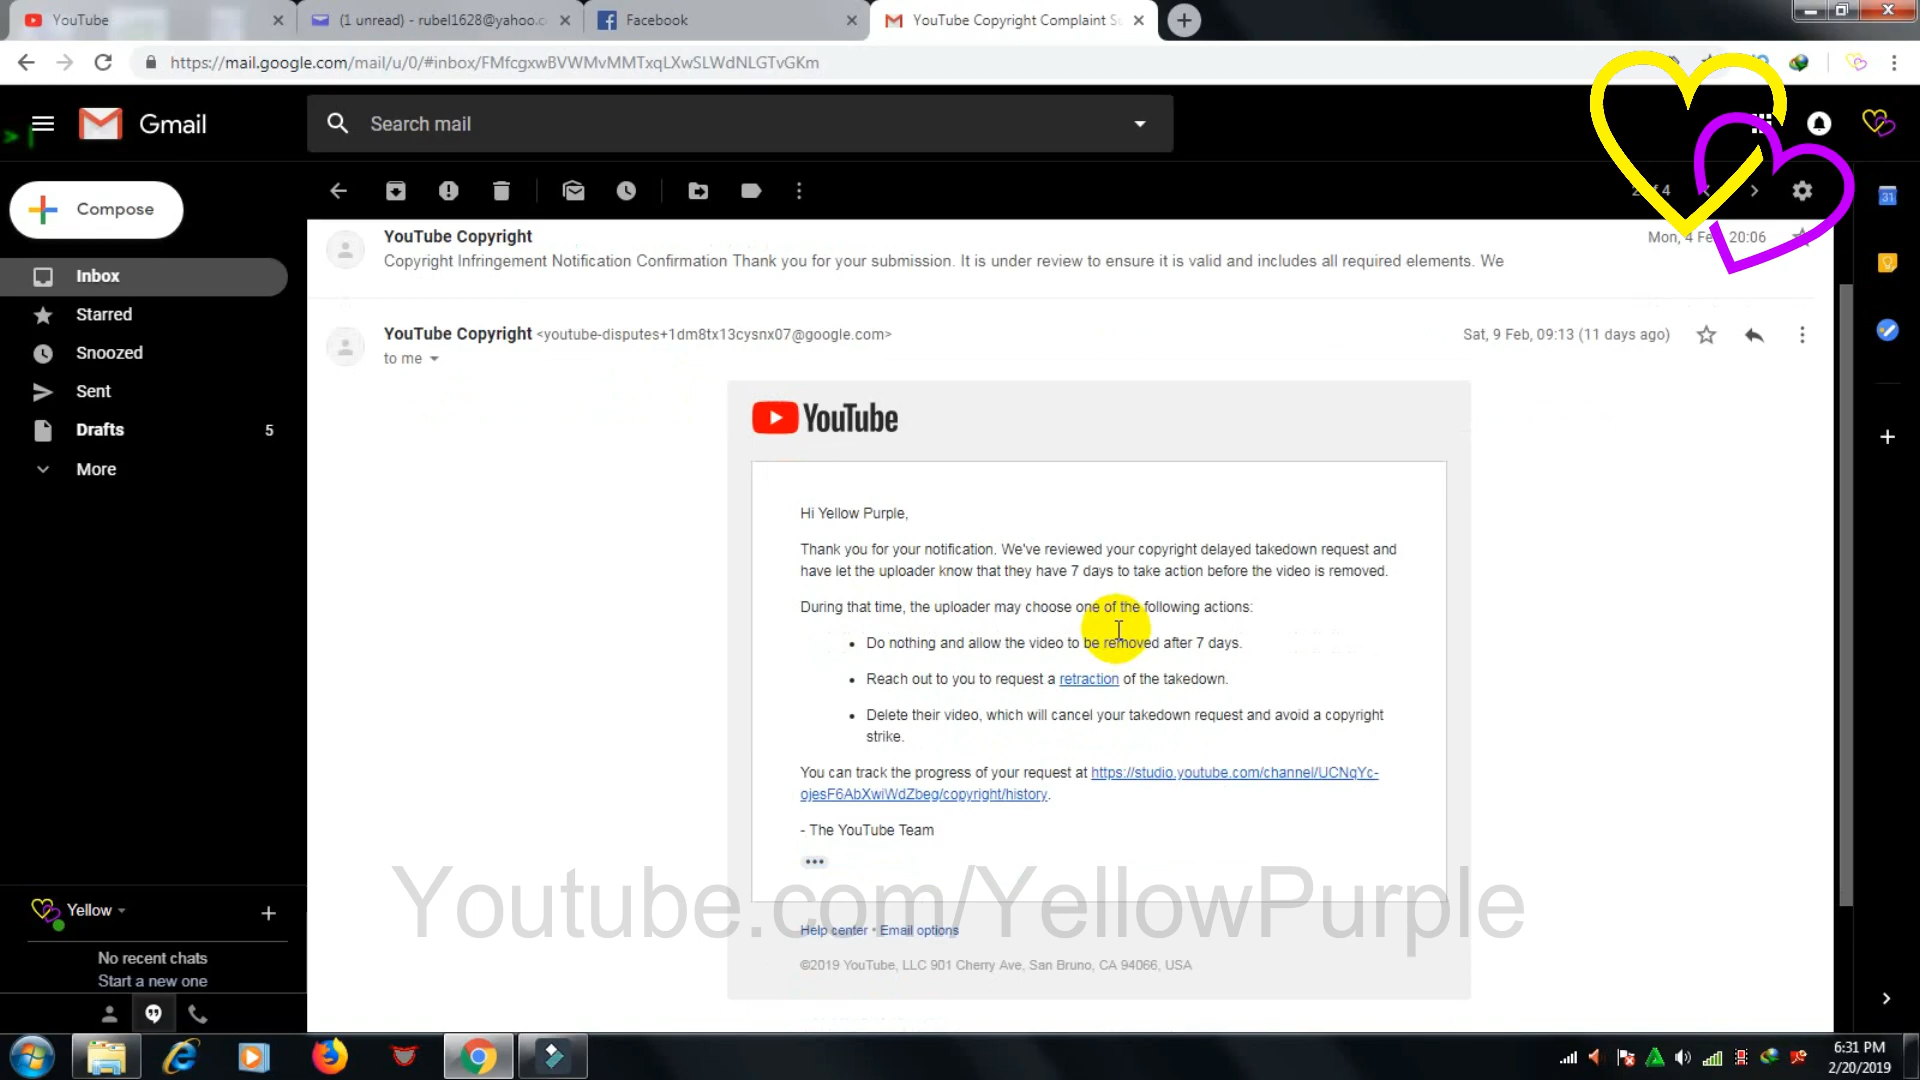 YouTube
(1 unread) - rubel1628@yahoo.c
Facebook
YouTube Copyright Complaint S
https://mail.google.com/mail/u/0/#inbox/FMfcgxwBVWMvMMTxqLXwSLWdNLGTvGKm
Gmail
Search mail
Compose
of 4
31
YouTube Copyright
Mon, 4 Fe 20:06
Copyright Infringement Notification Confirmation Thank you for your submission. It is under review to ensure it is valid and includes all required elements. We
Inbox
Starred
Snoozed
Sent
Drafts 5
More
YouTube Copyright <youtube-disputes+1dm8tx13cysnx07@google.com>
Sat, 9 Feb, 09:13 (11 days ago)
to me
YouTube
Hi Yellow Purple,
Thank you for your notification. We've reviewed your copyright delayed takedown request and
have let the uploader know that they have 7 days to take action before the video is removed.
During that time, the uploader may choose one of the following actions:
• Do nothing and allow the video to be removed after 7 days.
• Reach out to you to request a retraction of the takedown.
• Delete their video, which will cancel your takedown request and avoid a copyright
strike.
You can track the progress of your request at https://studio.youtube.com/channel/UCNqYc-
ojesF6AbXwiWdZbeg/copyright/history.
- The YouTube Team
Youtube.com/YellowPurple
Help center • Email options
©2019 YouTube, LLC 901 Cherry Ave, San Bruno, CA 94066, USA
Yellow
No recent chats
Start a new one
6:31 PM
2/20/2019